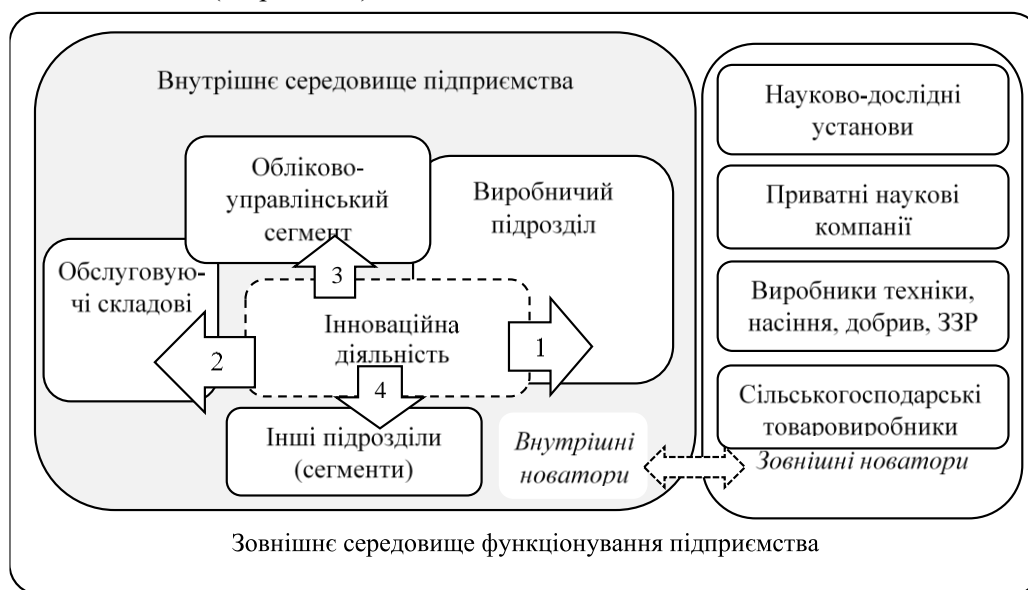 Внутрішнє середовище підприємства
Обліково-
управлінський
сегмент
Виробничий
підрозділ
Обслуговую-
чі складові
3
Інноваційна
діяльність
2
1
4
Інші підрозділи
(сегменти)
Внутрішні
новатори
Науково-дослідні
установи
Приватні наукові
компанії
Виробники техніки,
насіння, добрив, ЗЗР
Сільськогосподарські
товаровиробники
Зовнішні новатори
Зовнішнє середовище функціонування підприємства